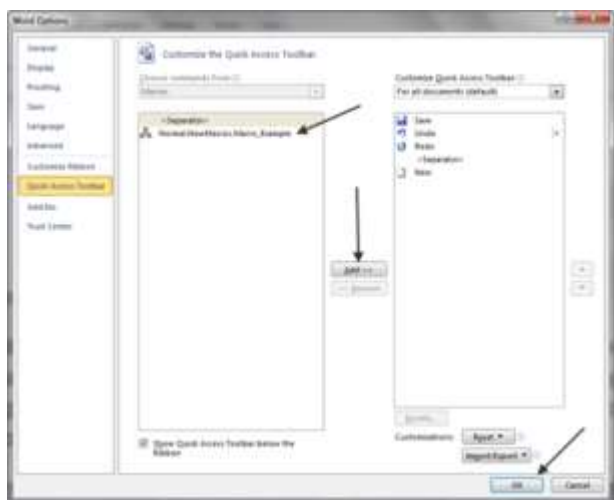 Word Options
General
Display
Proofing
Save
Language
Advanced
Customize Ribbon
Quick Access Toolbar
Add-Ins
Trust Center
Customize the Quick Access Toolbar
Choose commands from:
Macros
<Separator>
Normal.NewMacros.Macro_Example
Add >>
<< Remove
Show Quick Access Toolbar below the
Ribbon
Customize Quick Access Toolbar:
For all documents (default)
Save
Undo
Redo
<Separator>
New
Modify...
Customizations:
Reset
Import/Export
OK
Cancel